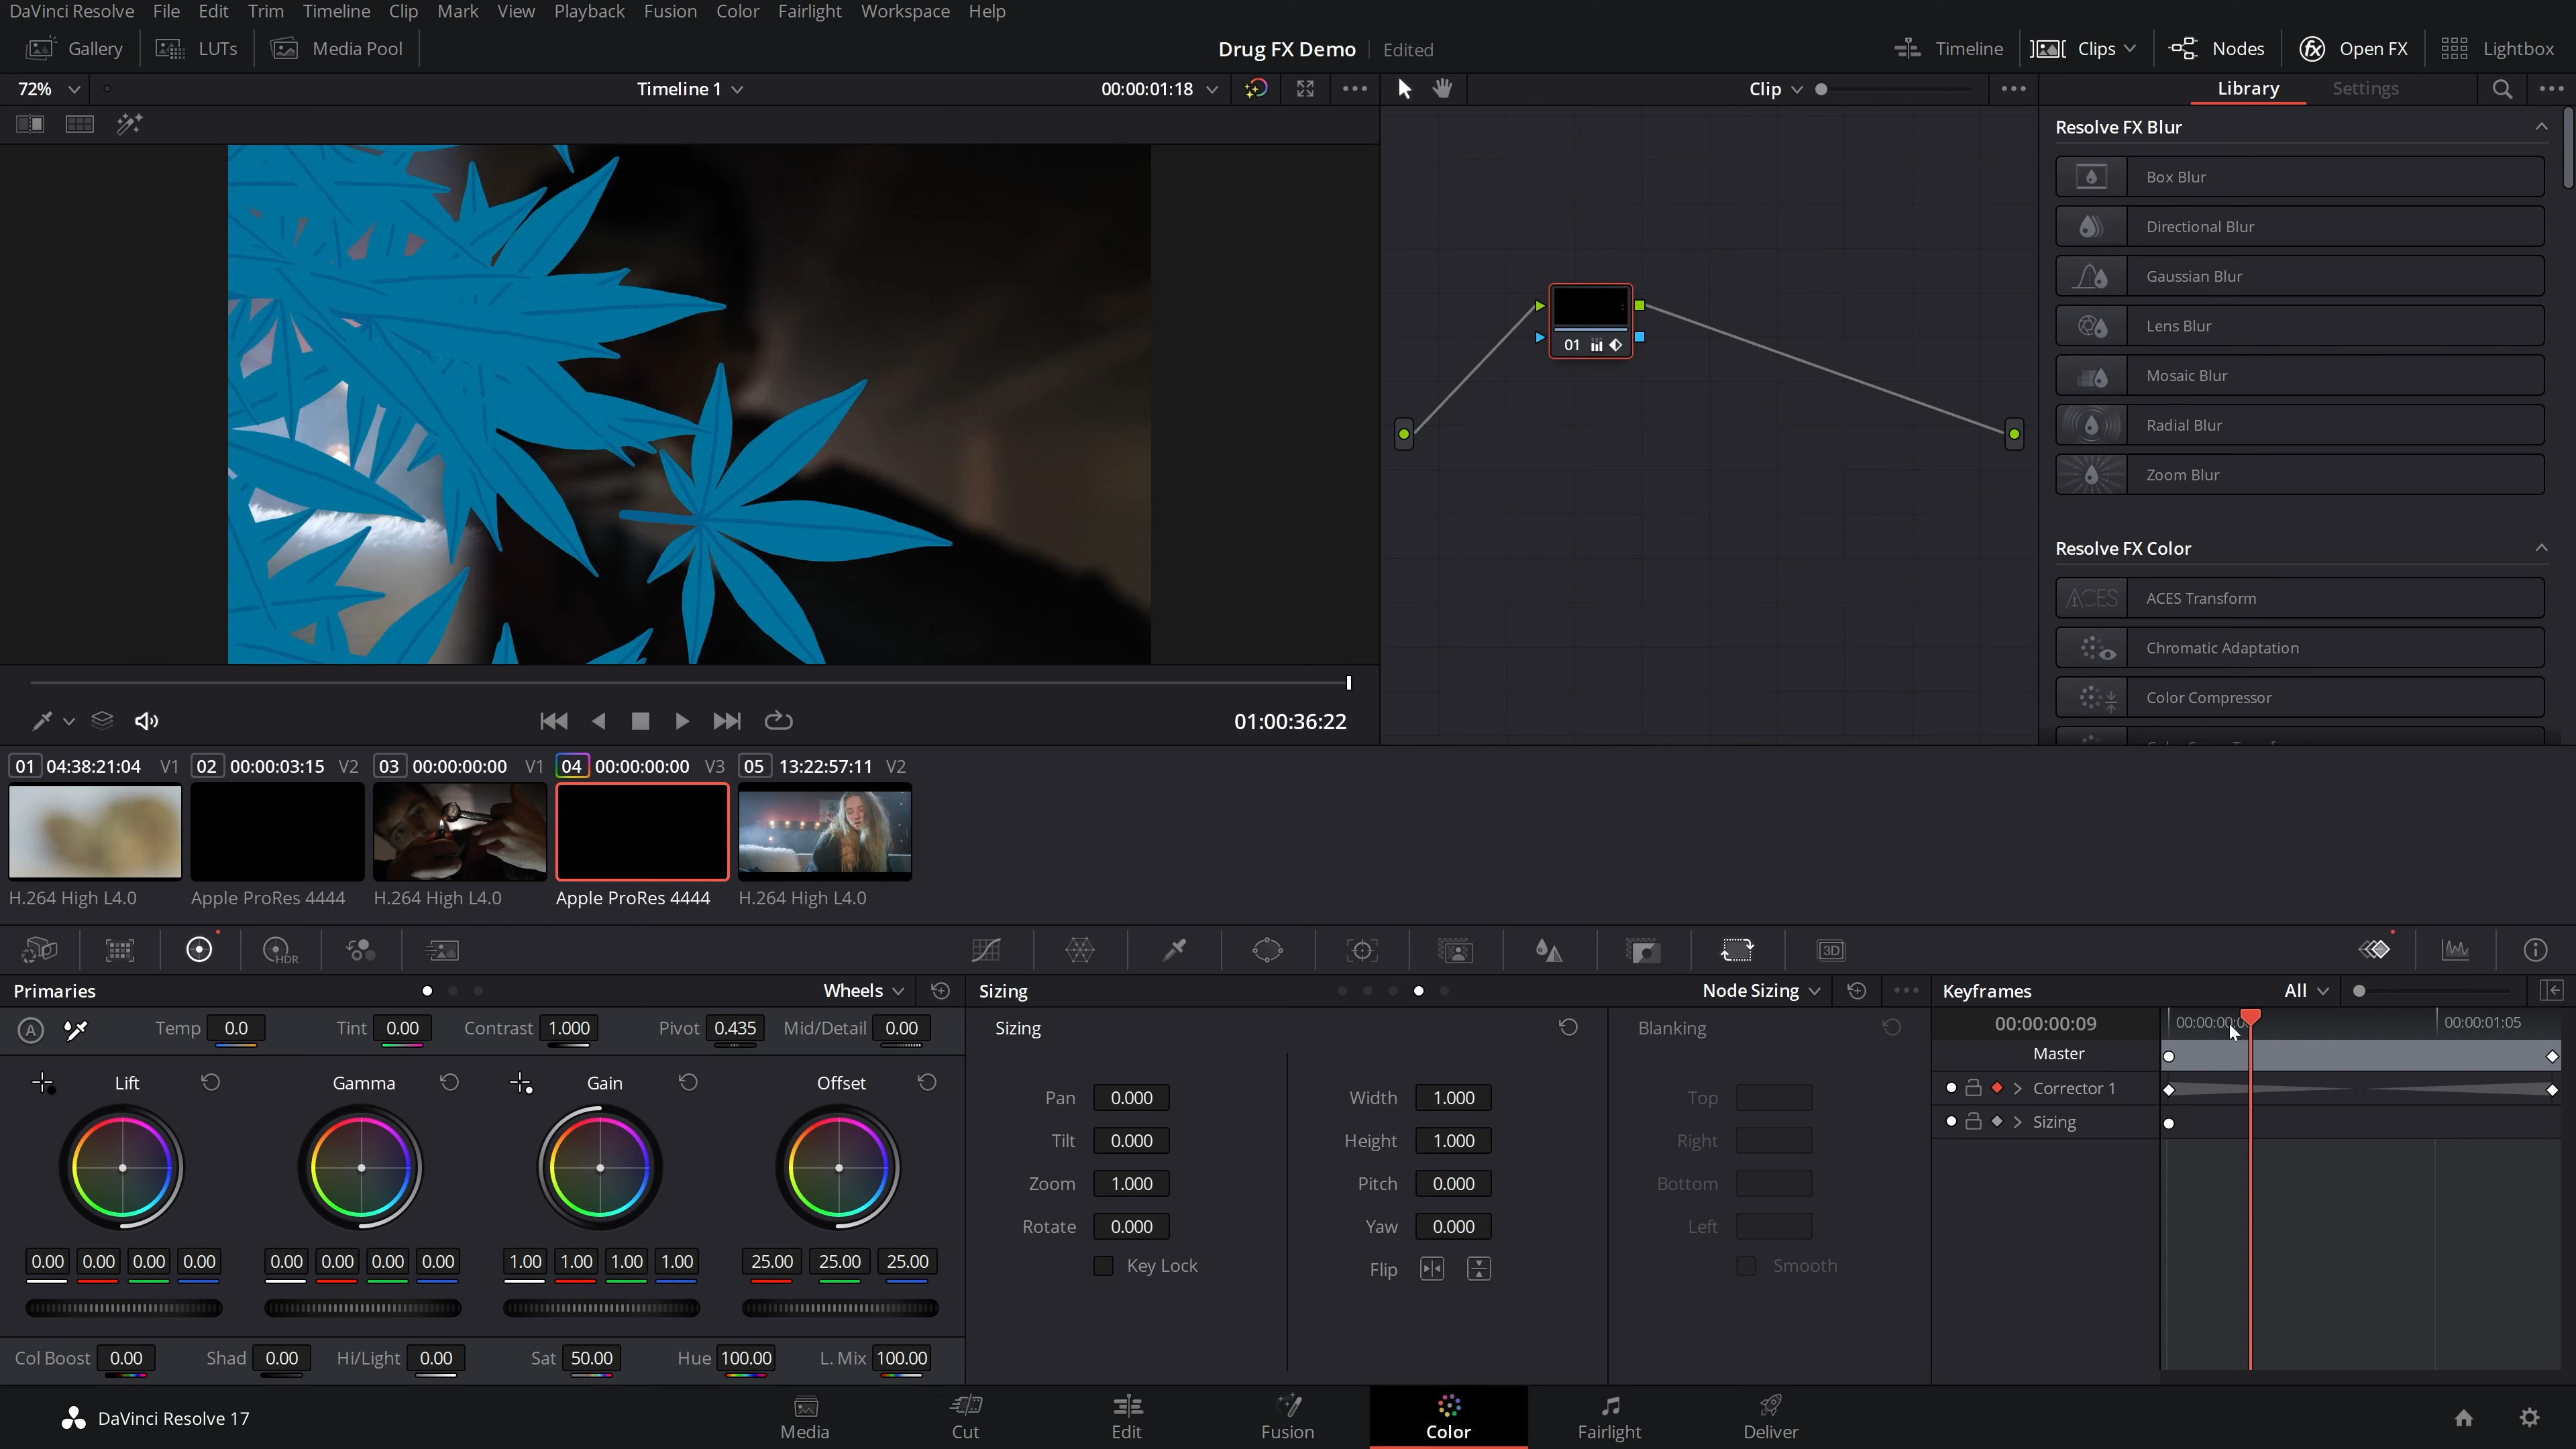 DaVinci Resolve File Edit Trim Timeline Clip Mark View Playback Fusion Color Fairlight Workspace Help
Gallery LUTs Media Pool Drug FX Demo Edited Timeline Clips Nodes Open FX Lightbox
72% Timeline 1 00:00:01:18 Clip Library Settings
Resolve FX Blur
Box Blur
Directional Blur
Gaussian Blur
Lens Blur
Mosaic Blur
Radial Blur
Zoom Blur
01
Resolve FX Color
ACES ACES Transform
Chromatic Adaptation
Color Compressor
01:00:36:22
01 04:38:21:04 V1 02 00:00:03:15 V2 03 00:00:00:00 V1 04 00:00:00:00 V3 05 13:22:57:11 V2
H.264 High L4.0 Apple ProRes 4444 H.264 High L4.0 Apple ProRes 4444 H.264 High L4.0
HDR 3D
Primaries Wheels Sizing Node Sizing Keyframes All
A Temp 0.0 Tint 0.00 Contrast 1.000 Pivot 0.435 Mid/Detail 0.00 Sizing Blanking 00:00:00:09 00:00:01:05
Lift Gamma Gain Offset
Pan 0.000 Width 1.000 Top
Tilt 0.000 Height 1.000 Right
Zoom 1.000 Pitch 0.000 Bottom
Rotate 0.000 Yaw 0.000 Left
Key Lock Flip Smooth
Master
Corrector 1
Sizing
0.00 0.00 0.00 0.00 0.00 0.00 0.00 0.00 1.00 1.00 1.00 1.00 25.00 25.00 25.00
Col Boost 0.00 Shad 0.00 Hi/Light 0.00 Sat 50.00 Hue 100.00 L. Mix 100.00
DaVinci Resolve 17 Media Cut Edit Fusion Color Fairlight Deliver